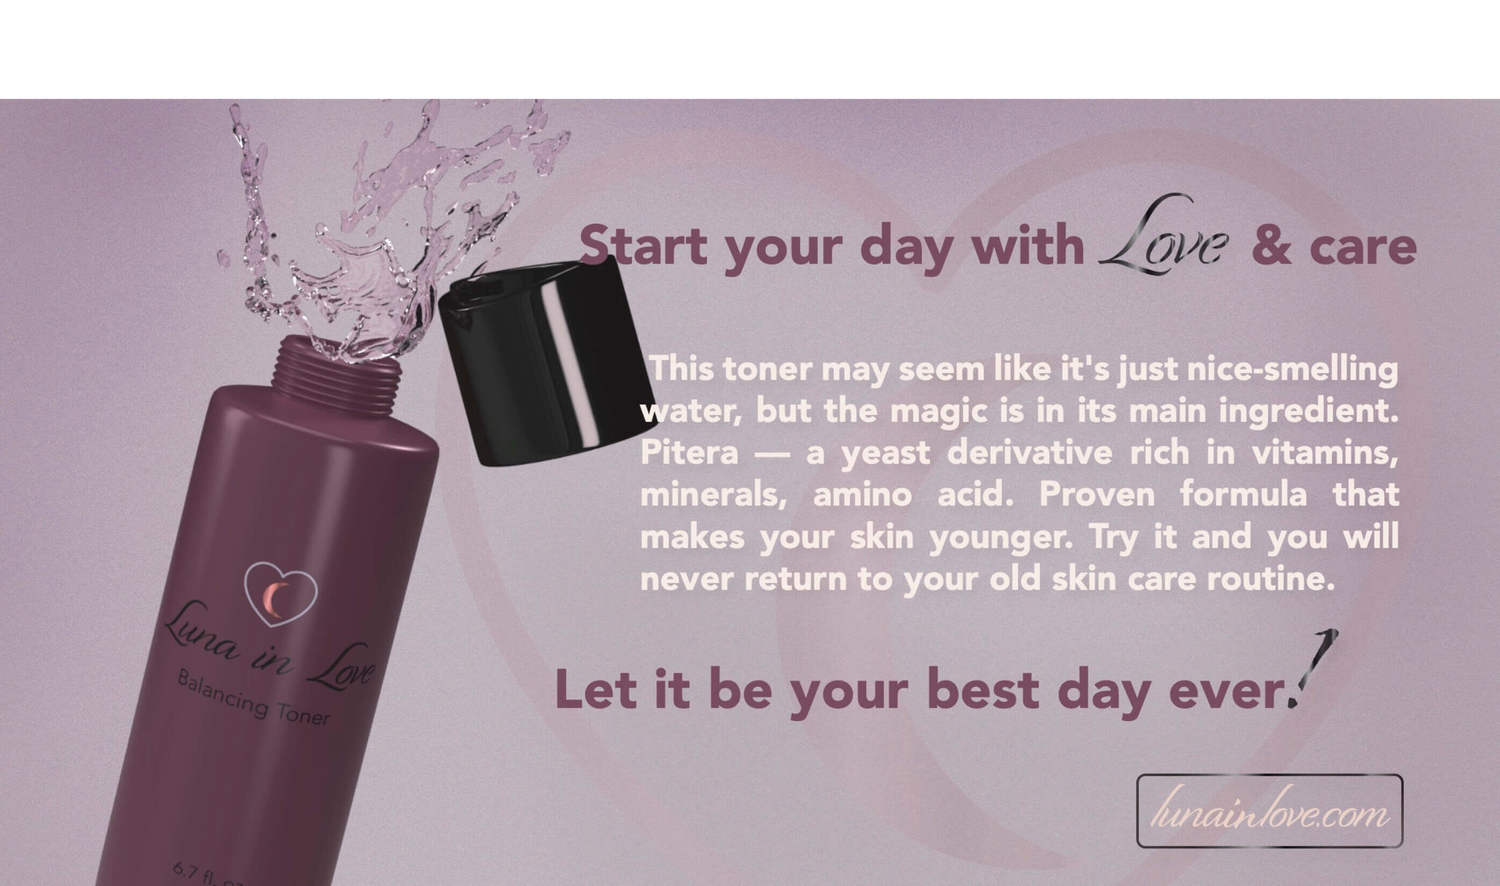 Start your day with Love & care
This toner may seem like it's just nice-smelling
water, but the magic is in its main ingredient.
Pitera — a yeast derivative rich in vitamins,
minerals, amino acid. Proven formula that
makes your skin younger. Try it and you will
never return to your old skin care routine.
Let it be your best day ever.!
lunainlove.com
Luna in Love
Balancing Toner
6.7 fl.